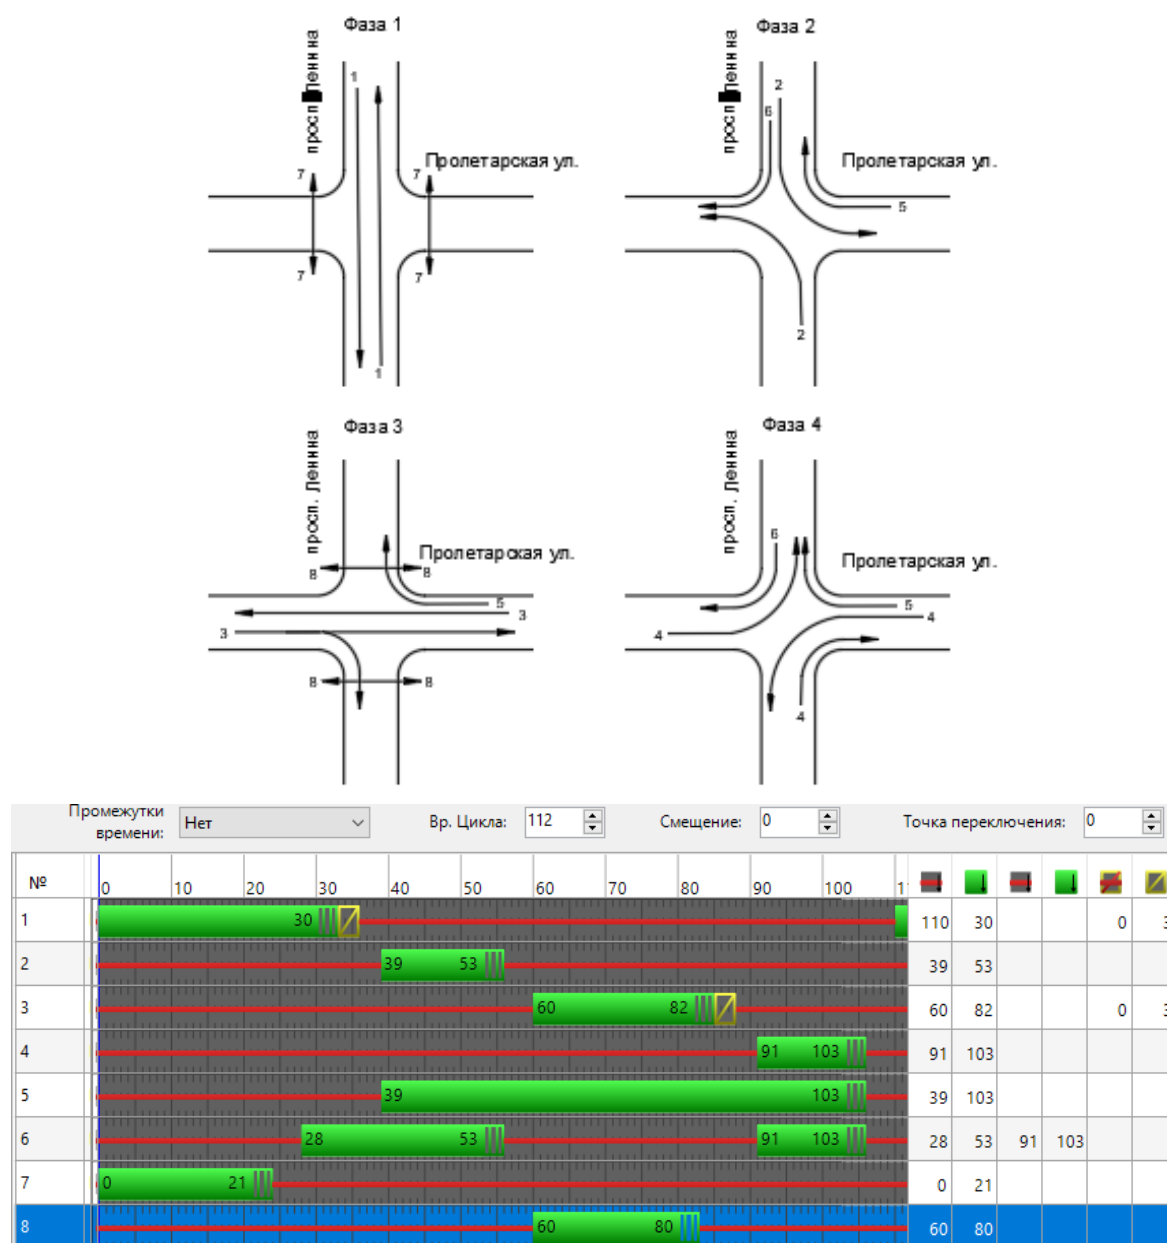 Фаза 1
просп. Ленина
1
Пролетарская ул.
7
7
7
7
1
Фаза 2
просп. Ленина
2
6
Пролетарская ул.
5
2
Фаза 3
просп. Ленина
Пролетарская ул.
8
8
5
3
3
8
8
Фаза 4
просп. Ленина
6
Пролетарская ул.
5
4
4
4
Промежутки времени: Нет Вр. Цикла: 112 Смещение: 0 Точка переключения: 0
№ 0 10 20 30 40 50 60 70 80 90 100 11
1 30 110 30 0 3
2 39 53 39 53
3 60 82 60 82 0 3
4 91 103 91 103
5 39 103 39 103
6 28 53 91 103 28 53 91 103
7 0 21 0 21
8 60 80 60 80